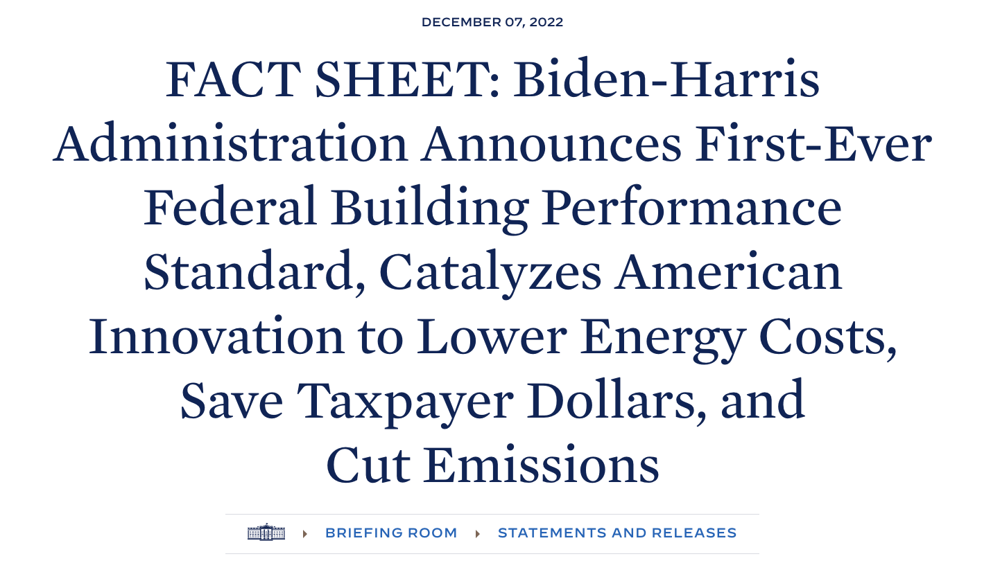 DECEMBER 07, 2022
FACT SHEET: Biden-Harris
Administration Announces First-Ever
Federal Building Performance
Standard, Catalyzes American
Innovation to Lower Energy Costs,
Save Taxpayer Dollars, and
Cut Emissions
BRIEFING ROOM STATEMENTS AND RELEASES